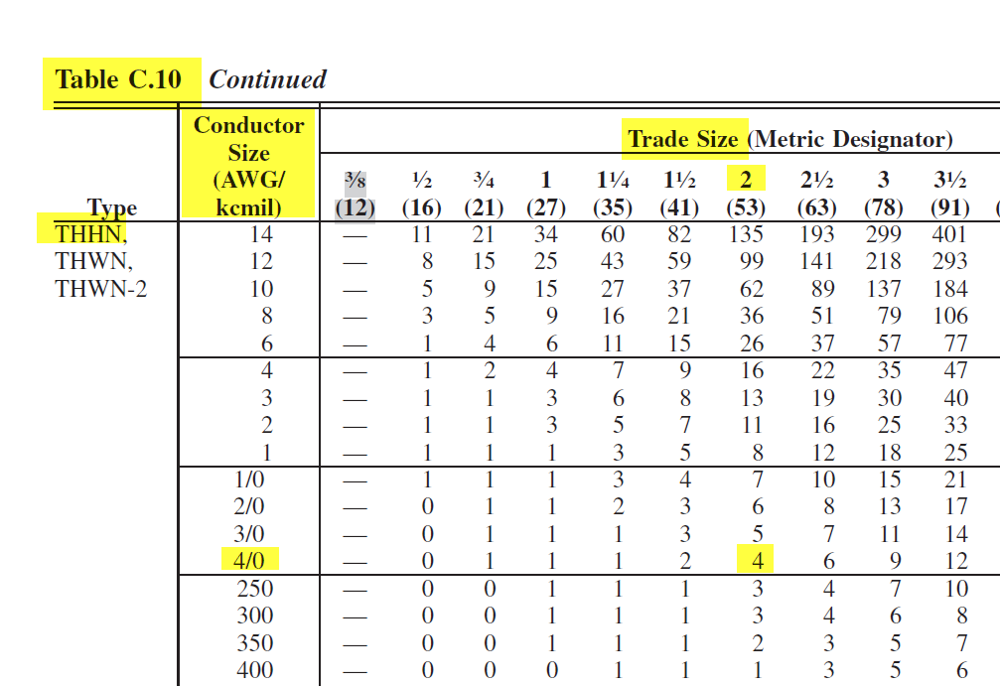 Table C.10 Continued
Conductor Size (AWG/ kcmil)
Trade Size (Metric Designator)
Type
⅜ ½ ¾ 1 1¼ 1½ 2 2½ 3 3½
(12) (16) (21) (27) (35) (41) (53) (63) (78) (91)
THHN, 14 — 11 21 34 60 82 135 193 299 401
THWN, 12 — 8 15 25 43 59 99 141 218 293
THWN-2 10 — 5 9 15 27 37 62 89 137 184
8 — 3 5 9 16 21 36 51 79 106
6 — 1 4 6 11 15 26 37 57 77
4 — 1 2 4 7 9 16 22 35 47
3 — 1 1 3 6 8 13 19 30 40
2 — 1 1 3 5 7 11 16 25 33
1 — 1 1 1 3 5 8 12 18 25
1/0 — 1 1 1 3 4 7 10 15 21
2/0 — 0 1 1 2 3 6 8 13 17
3/0 — 0 1 1 1 3 5 7 11 14
4/0 — 0 1 1 1 2 4 6 9 12
250 — 0 0 1 1 1 3 4 7 10
300 — 0 0 1 1 1 3 4 6 8
350 — 0 0 1 1 1 2 3 5 7
400 — 0 0 0 1 1 1 3 5 6